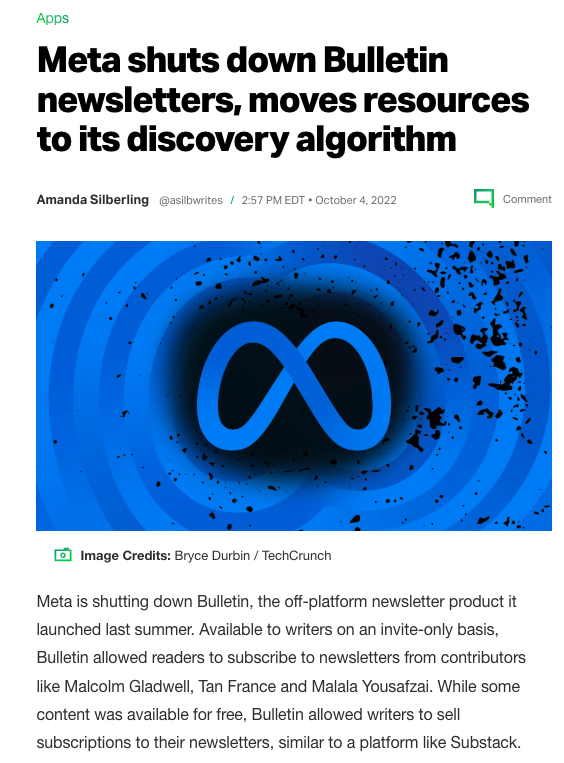 Apps
Meta shuts down Bulletin
newsletters, moves resources
to its discovery algorithm
Amanda Silberling @asilbwrites / 2:57 PM EDT • October 4, 2022 Comment
Image Credits: Bryce Durbin / TechCrunch
Meta is shutting down Bulletin, the off-platform newsletter product it
launched last summer. Available to writers on an invite-only basis,
Bulletin allowed readers to subscribe to newsletters from contributors
like Malcolm Gladwell, Tan France and Malala Yousafzai. While some
content was available for free, Bulletin allowed writers to sell
subscriptions to their newsletters, similar to a platform like Substack.